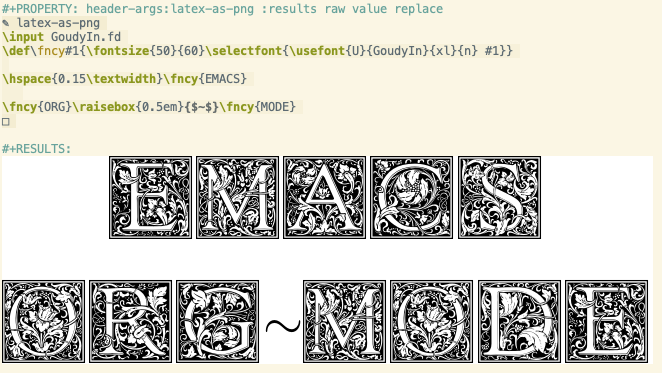 #+PROPERTY: header-args:latex-as-png :results raw value replace
✎ latex-as-png
\input GoudyIn.fd
\def\fncy#1{\fontsize{50}{60}\selectfont{\usefont{U}{GoudyIn}{xl}{n} #1}}
\hspace{0.15\textwidth}\fncy{EMACS}
\fncy{ORG}\raisebox{0.5em}{$~$}\fncy{MODE}
□
#+RESULTS:
EMACS
ORG~MODE